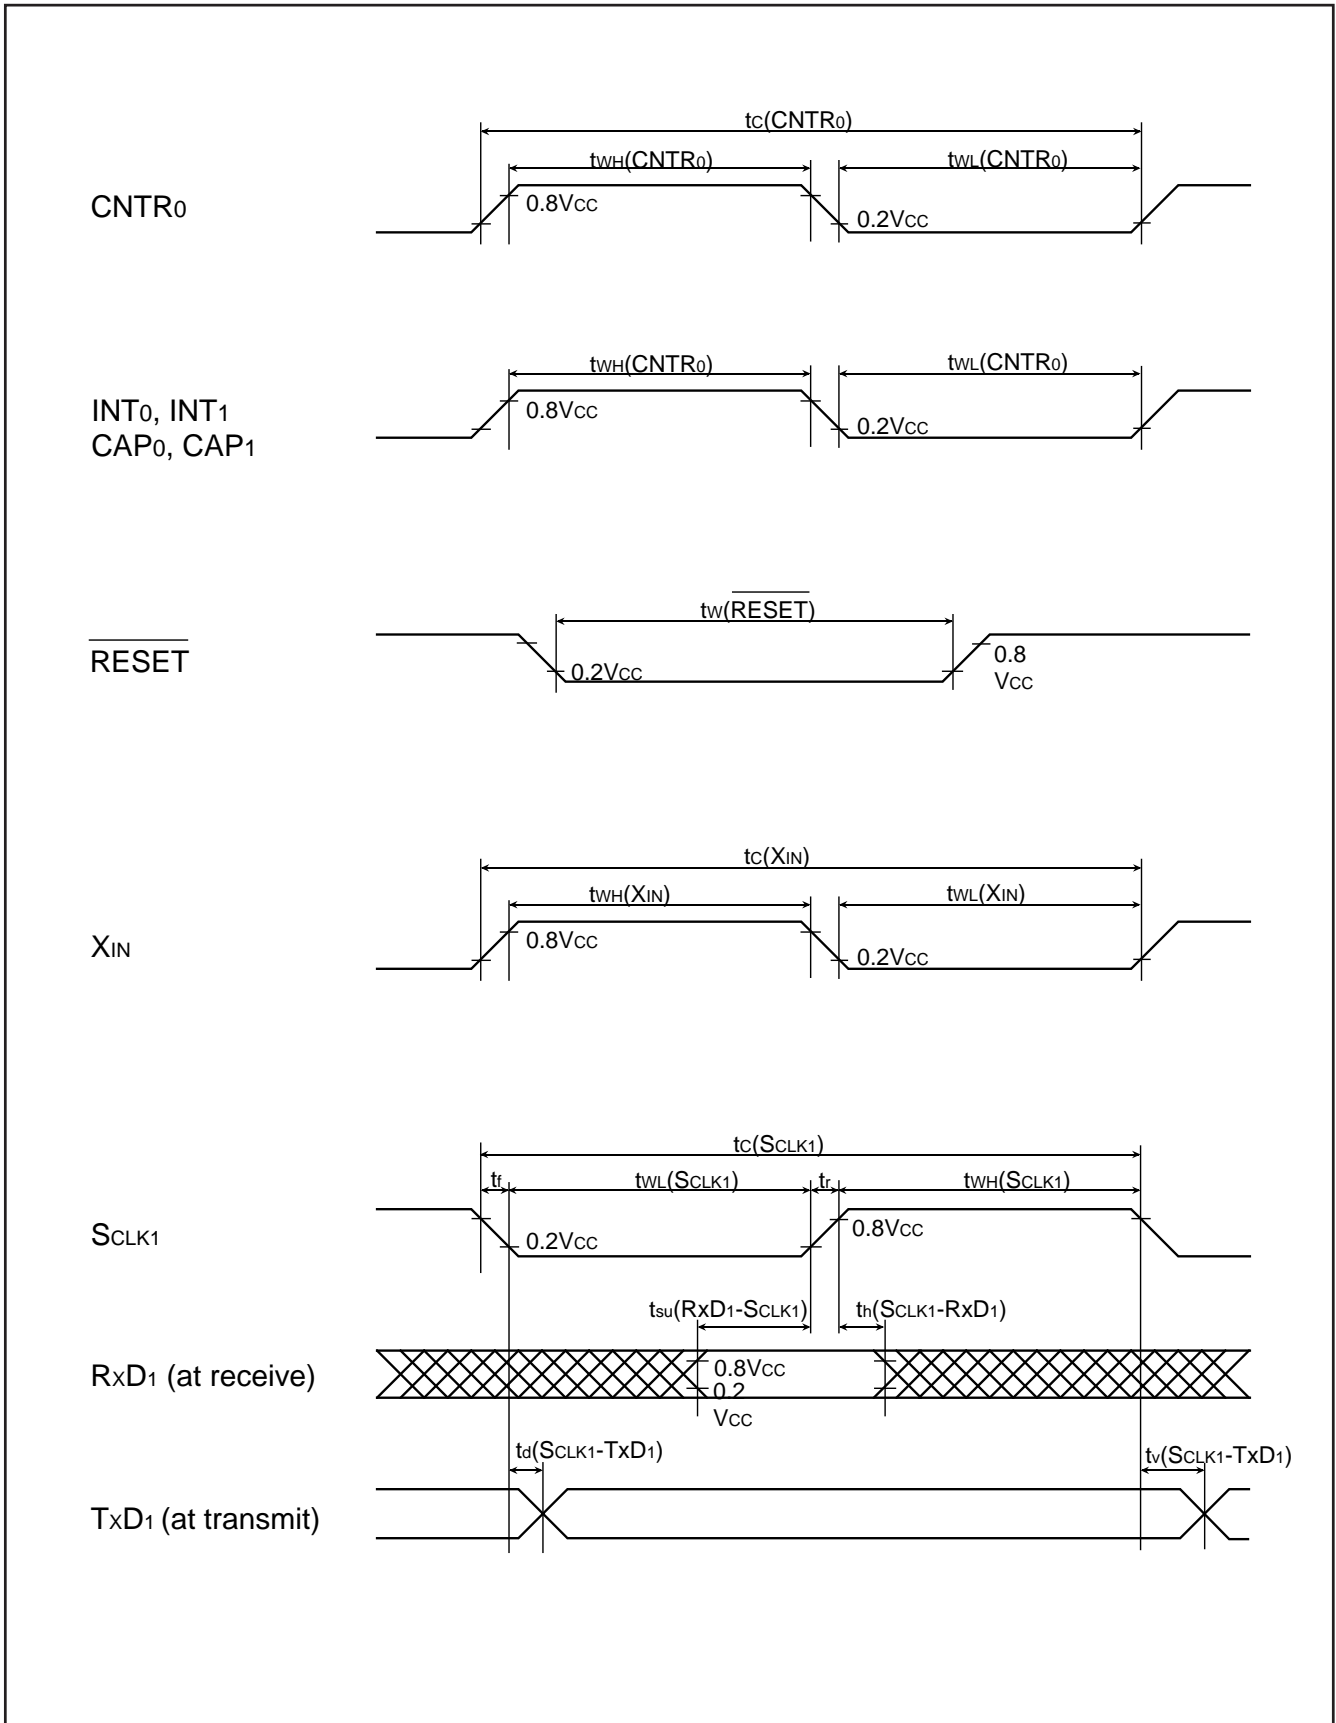 tC(CNTR0)
tWH(CNTR0) tWL(CNTR0)
CNTR0 0.8VCC 0.2VCC
tWH(CNTR0) tWL(CNTR0)
INT0, INT1
CAP0, CAP1
0.8VCC 0.2VCC
tW(RESET)
RESET 0.2VCC 0.8
VCC
tC(XIN)
tWH(XIN) tWL(XIN)
XIN 0.8VCC 0.2VCC
tC(SCLK1)
tf tWL(SCLK1) tr tWH(SCLK1)
SCLK1 0.2VCC 0.8VCC
tsu(RxD1-SCLK1) th(SCLK1-RxD1)
RXD1 (at receive) 0.8VCC
0.2
VCC
td(SCLK1-TxD1) tv(SCLK1-TxD1)
TXD1 (at transmit)